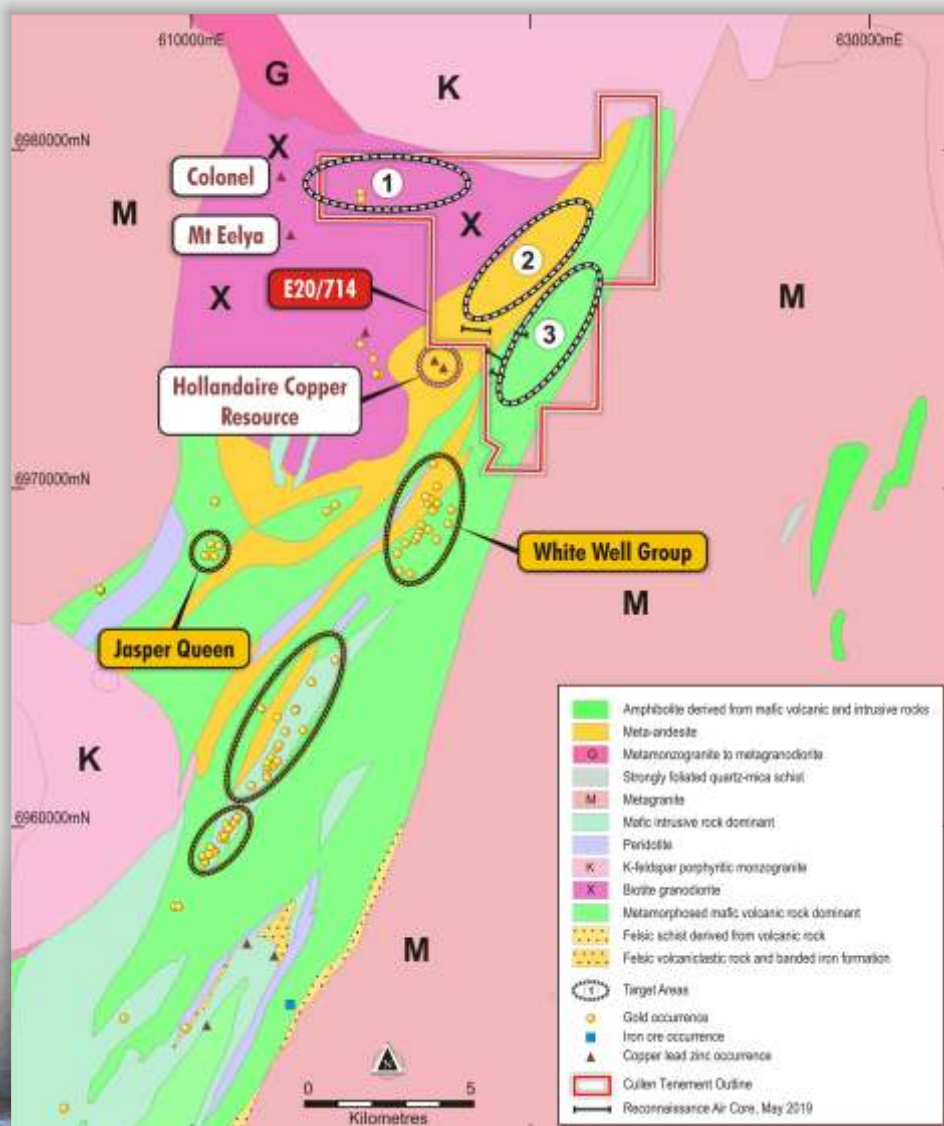 610000mE
630000mE
G
K
6980000mN
X
Colonel
1
M
Mt Eelya
X
2
X
E20/714
M
3
Hollandaire Copper
Resource
6970000mN
White Well Group
M
Jasper Queen
K
6960000mN
M
Amphibolite derived from mafic volcanic and intrusive rocks
Meta-andesite
G Metamonzogranite to metagranodiorite
Strongly foliated quartz-mica schist
M Metagranite
Mafic intrusive rock dominant
Peridotite
K K-feldspar porphyritic monzogranite
X Biotite granodiorite
Metamorphosed mafic volcanic rock dominant
Felsic schist derived from volcanic rock
Felsic volcaniclastic rock and banded iron formation
1 Target Areas
Gold occurrence
Iron ore occurrence
Copper lead zinc occurrence
Cullen Tenement Outline
Reconnaissance Air Core, May 2019
N
0 5
Kilometres